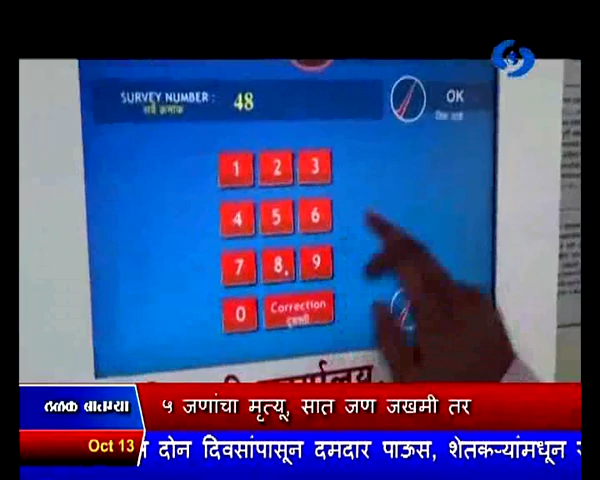 SURVEY NUMBER : 48
सर्वे क्रमांक
OK
1 2 3
4 5 6
7 8. 9
0 Correction
दुरुस्ती
ठळक बातम्या
५ जणांचा मृत्यू, सात जण जखमी तर
Oct 13
दोन दिवसांपासून दमदार पाऊस, शेतकऱ्यांमधून